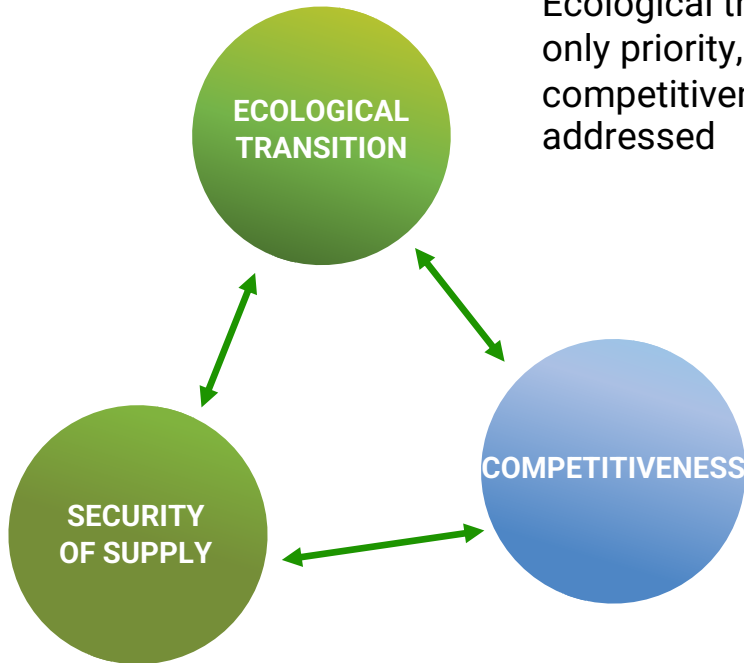 Ecological
only priority,
addressed
ECOLOGICAL
TRANSITION
COMPETITIVENESS
SECURITY
OF SUPPLY